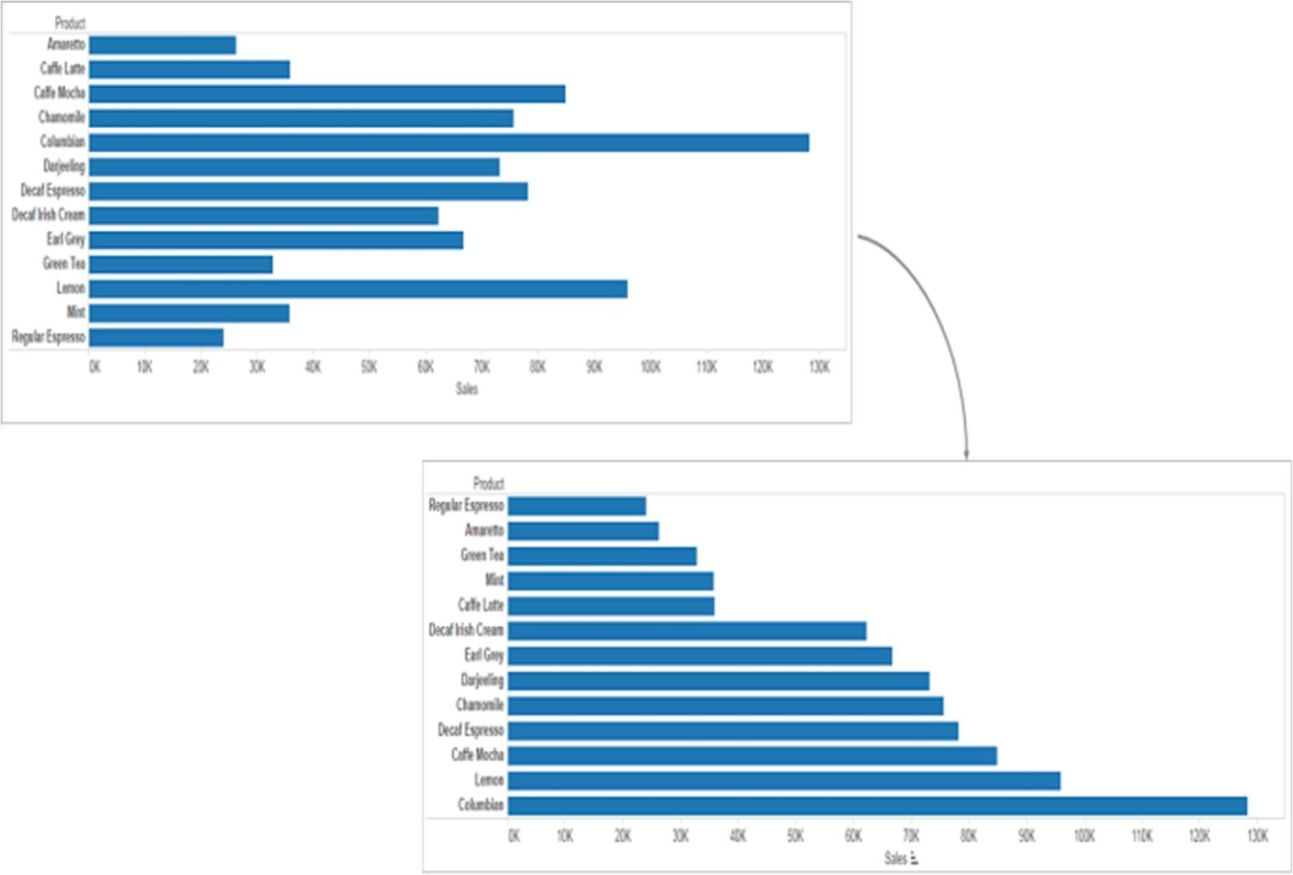 Product
Amaretto
Caffe Latte
Caffe Mocha
Chamomile
Columbian
Darjeeling
Decaf Espresso
Decaf Irish Cream
Earl Grey
Green Tea
Lemon
Mint
Regular Espresso
0K 10K 20K 30K 40K 50K 60K 70K 80K 90K 100K 110K 120K 130K
Sales
Product
Regular Espresso
Amaretto
Green Tea
Mint
Caffe Latte
Decaf Irish Cream
Earl Grey
Darjeeling
Chamomile
Decaf Espresso
Caffe Mocha
Lemon
Columbian
0K 10K 20K 30K 40K 50K 60K 70K 80K 90K 100K 110K 120K 130K
Sales